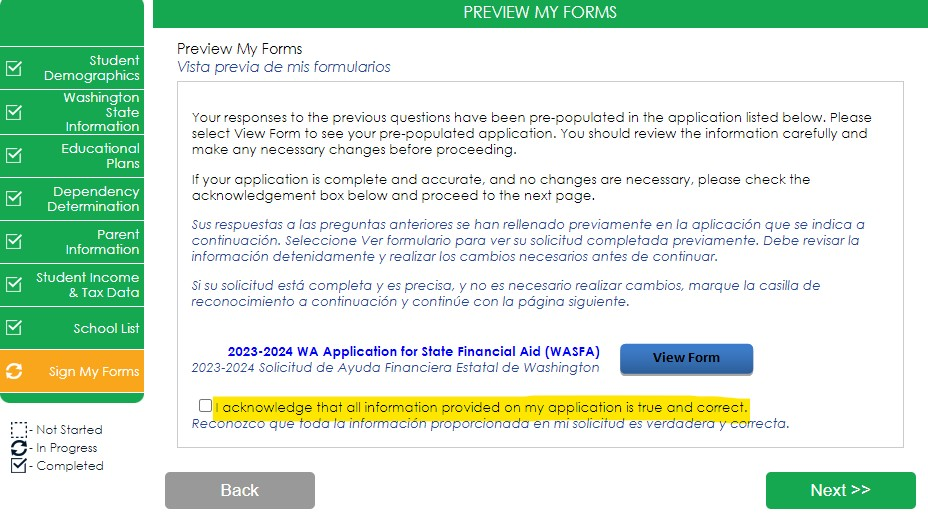 PREVIEW MY FORMS
Student
Demographics
Washington
State
Information
Educational
Plans
Dependency
Determination
Parent
Information
Student Income
& Tax Data
School List
Sign My Forms
- Not Started
- In Progress
- Completed
Preview My Forms
Vista previa de mis formularios
Your responses to the previous questions have been pre-populated in the application listed below. Please
select View Form to see your pre-populated application. You should review the information carefully and
make any necessary changes before proceeding.
If your application is complete and accurate, and no changes are necessary, please check the
acknowledgement box below and proceed to the next page.
Sus respuestas a las preguntas anteriores se han rellenado previamente en la aplicación que se indica a
continuación. Seleccione Ver formulario para ver su solicitud completada previamente. Debe revisar la
información detenidamente y realizar los cambios necesarios antes de continuar.
Si su solicitud está completa y es precisa, y no es necesario realizar cambios, marque la casilla de
reconocimiento a continuación y continúe con la página siguiente.
2023-2024 WA Application for State Financial Aid (WASFA)
2023-2024 Solicitud de Ayuda Financiera Estatal de Washington
View Form
I acknowledge that all information provided on my application is true and correct.
Reconozco que toda la información proporcionada en mi solicitud es verdadera y correcta.
Back
Next >>